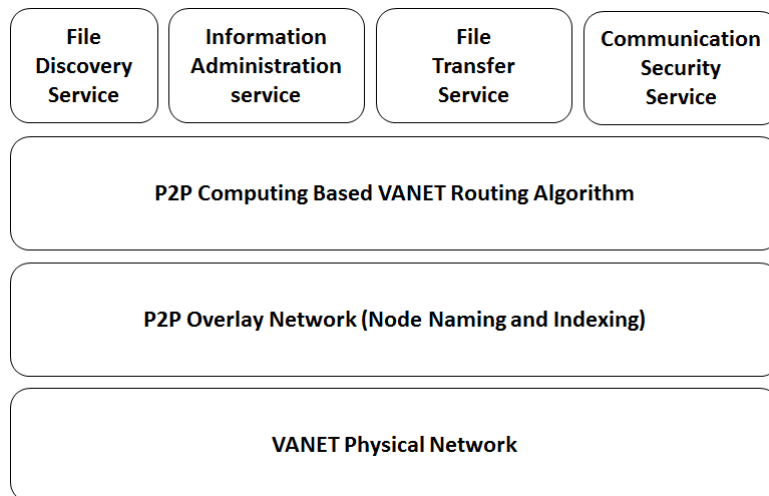 File
Discovery
Service
Information
Administration
service
File
Transfer
Service
Communication
Security
Service
P2P Computing Based VANET Routing Algorithm
P2P Overlay Network (Node Naming and Indexing)
VANET Physical Network